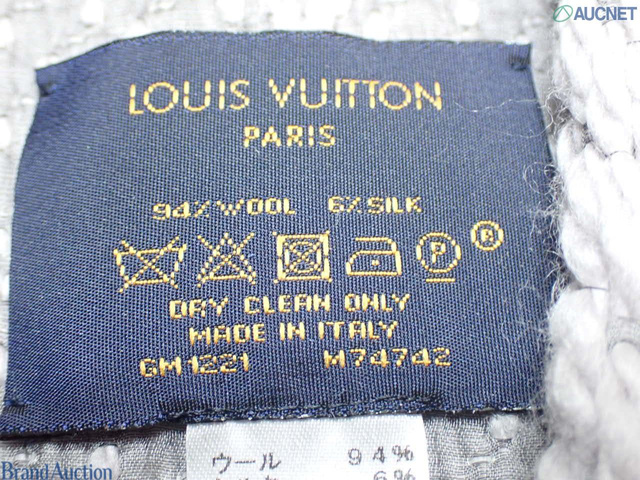 AUCNET
LOUIS VUITTON
PARIS
94%WOOL 6%SILK
P ®
DRY CLEAN ONLY
MADE IN ITALY
GM1221 M74742
ウール 94%
6%
Brand Auction